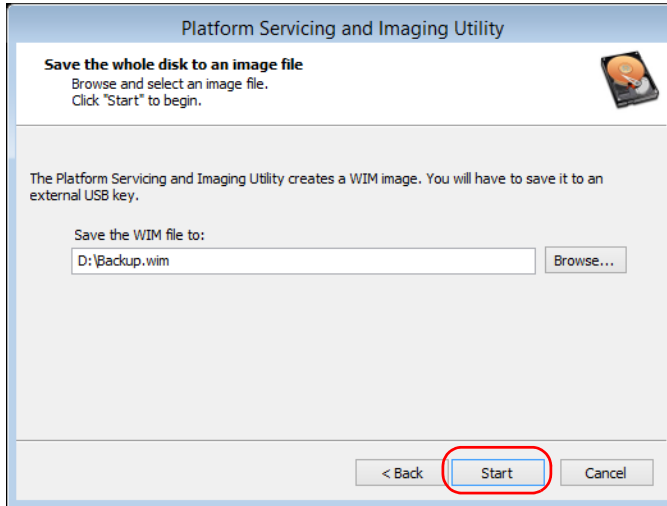 Platform Servicing and Imaging Utility
Save the whole disk to an image file
Browse and select an image file.
Click "Start" to begin.
The Platform Servicing and Imaging Utility creates a WIM image. You will have to save it to an
external USB key.
Save the WIM file to:
D:\Backup.wim
Browse...
< Back
Start
Cancel